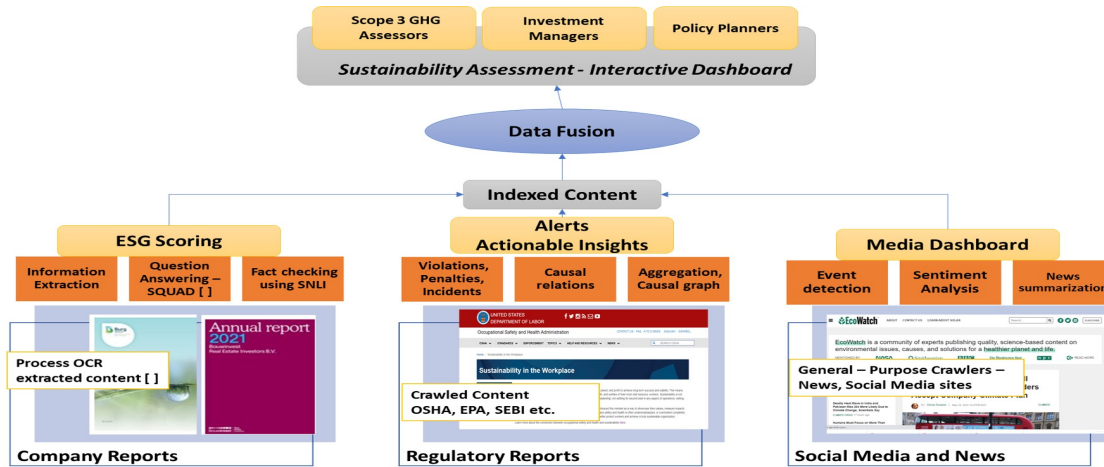 Scope 3 GHG
Assessors
Investment
Managers
Policy Planners
Sustainability Assessment - Interactive Dashboard
Data Fusion
Indexed Content
ESG Scoring
Information
Extraction
Question
Answering –
SQUAD [ ]
Fact checking
using SNLI
Annual report
2021
Bouwinvest
Real Estate Investors B.V.
Process OCR
extracted content [ ]
Company Reports
Alerts
Actionable Insights
Violations,
Penalties,
Incidents
Causal
relations
Aggregation,
Causal graph
UNITED STATES
DEPARTMENT OF LABOR
Occupational Safety and Health Administration
Sustainability in the Workplace
Crawled Content
OSHA, EPA, SEBI etc.
Regulatory Reports
Media Dashboard
Event
detection
Sentiment
Analysis
News
summarization
EcoWatch
EcoWatch is a community of experts publishing quality, science-based content on
environmental issues, causes, and solutions for a healthier planet and life.
General – Purpose Crawlers –
News, Social Media sites
Social Media and News